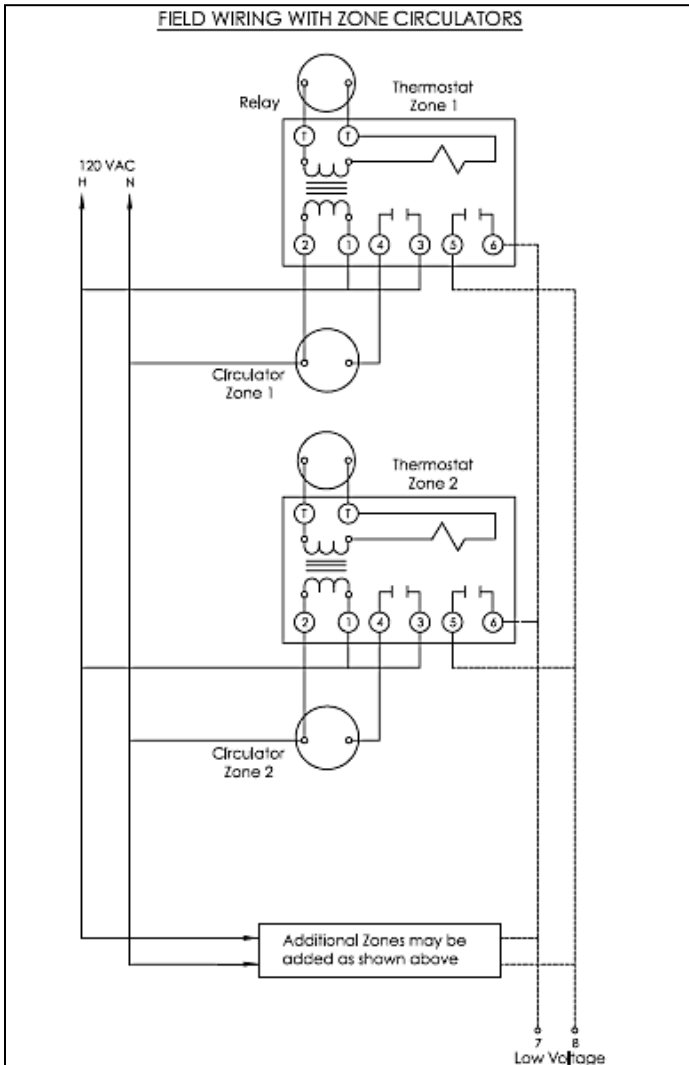 FIELD WIRING WITH ZONE CIRCULATORS
Thermostat
Zone 1
Relay
T T
120 VAC
H N
2 1 4 3 5 6
Circulator
Zone 1
Thermostat
Zone 2
T T
2 1 4 3 5 6
Circulator
Zone 2
Additional Zones may be
added as shown above
7 8
Low Voltage